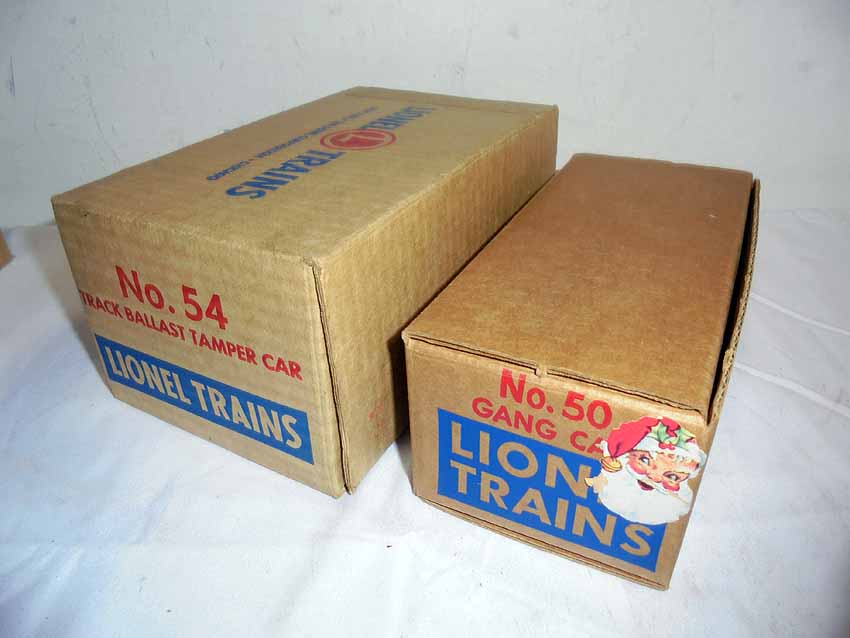 LIONEL L TRAINS
No. 54
TRACK BALLAST TAMPER CAR
LIONEL TRAINS
No. 50
GANG CA
LION
TRAINS